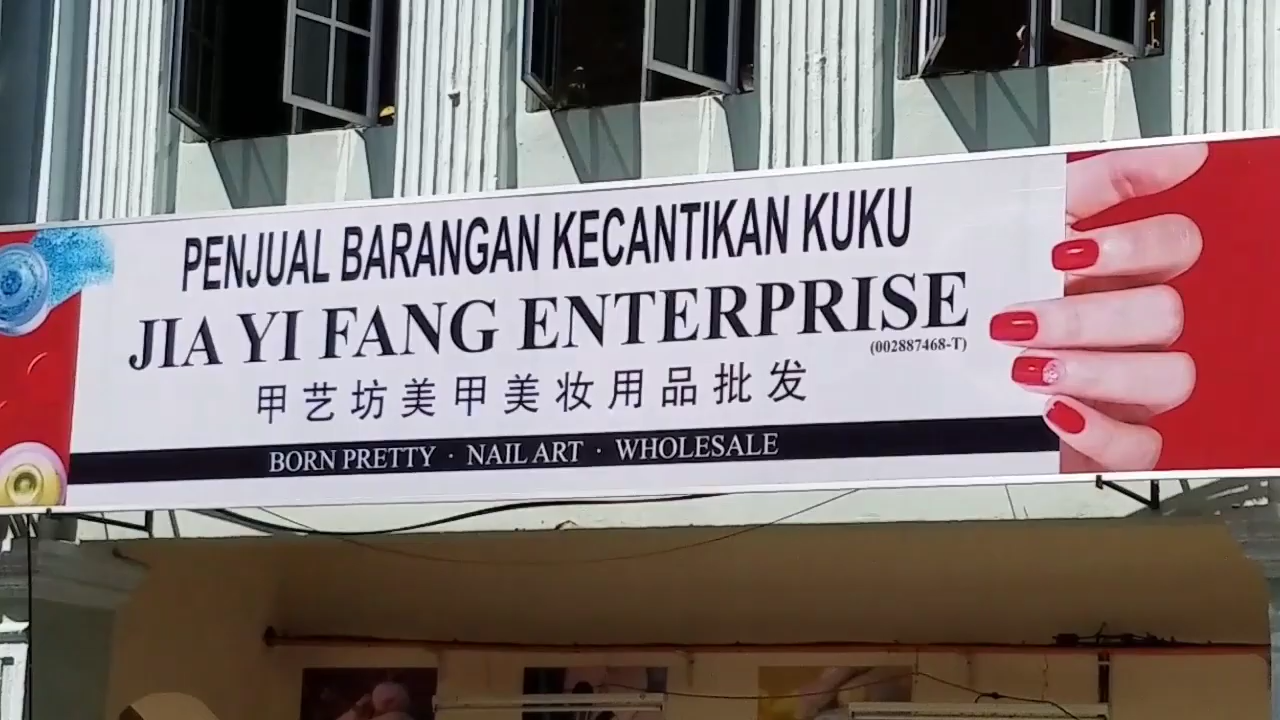 PENJUAL BARANGAN KECANTIKAN KUKU
JIA YI FANG ENTERPRISE
(002887468-T)
甲艺坊美甲美妆用品批发
BORN PRETTY · NAIL ART · WHOLESALE